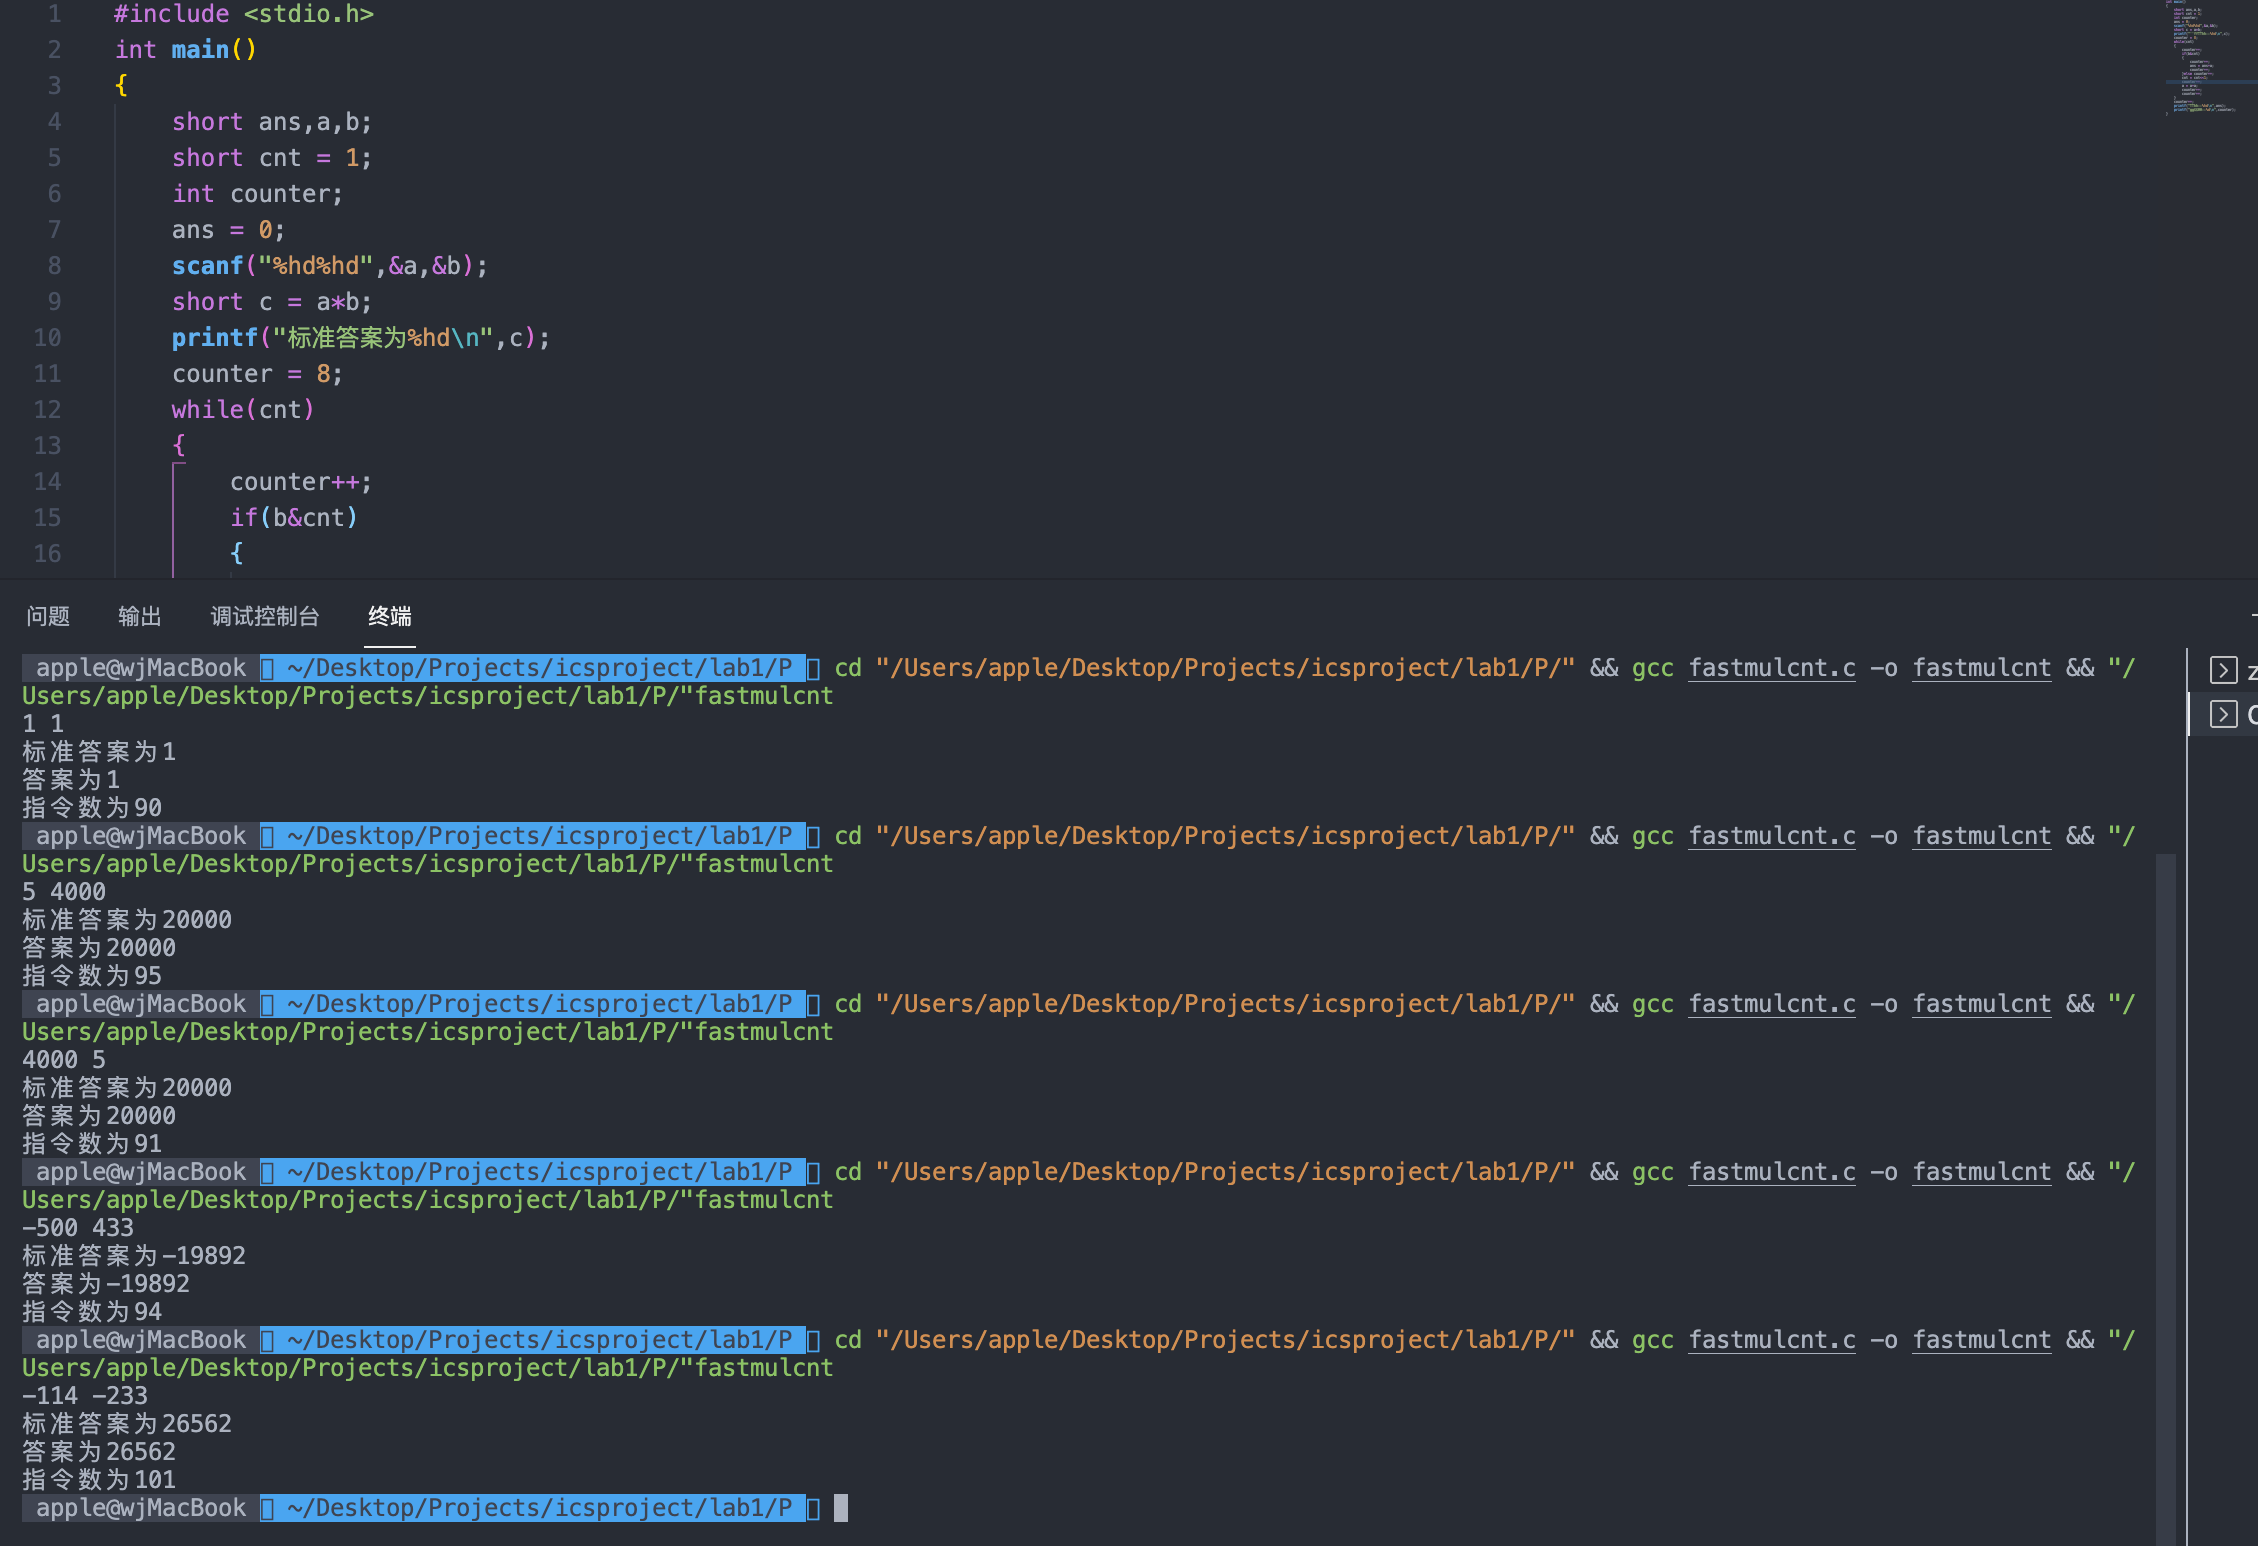 1 #include <stdio.h>
2 int main()
3 {
4 short ans,a,b;
5 short cnt = 1;
6 int counter;
7 ans = 0;
8 scanf("%hd%hd",&a,&b);
9 short c = a*b;
10 printf("标准答案为%hd\n",c);
11 counter = 8;
12 while(cnt)
13 {
14 counter++;
15 if(b&cnt)
16 {
问题 输出 调试控制台 终端
apple@wjMacBook ~/Desktop/Projects/icsproject/lab1/P cd "/Users/apple/Desktop/Projects/icsproject/lab1/P/" && gcc fastmulcnt.c -o fastmulcnt && "/
Users/apple/Desktop/Projects/icsproject/lab1/P/"fastmulcnt
1 1
标准答案为1
答案为1
指令数为90
apple@wjMacBook ~/Desktop/Projects/icsproject/lab1/P cd "/Users/apple/Desktop/Projects/icsproject/lab1/P/" && gcc fastmulcnt.c -o fastmulcnt && "/
Users/apple/Desktop/Projects/icsproject/lab1/P/"fastmulcnt
5 4000
标准答案为20000
答案为20000
指令数为95
apple@wjMacBook ~/Desktop/Projects/icsproject/lab1/P cd "/Users/apple/Desktop/Projects/icsproject/lab1/P/" && gcc fastmulcnt.c -o fastmulcnt && "/
Users/apple/Desktop/Projects/icsproject/lab1/P/"fastmulcnt
4000 5
标准答案为20000
答案为20000
指令数为91
apple@wjMacBook ~/Desktop/Projects/icsproject/lab1/P cd "/Users/apple/Desktop/Projects/icsproject/lab1/P/" && gcc fastmulcnt.c -o fastmulcnt && "/
Users/apple/Desktop/Projects/icsproject/lab1/P/"fastmulcnt
-500 433
标准答案为-19892
答案为-19892
指令数为94
apple@wjMacBook ~/Desktop/Projects/icsproject/lab1/P cd "/Users/apple/Desktop/Projects/icsproject/lab1/P/" && gcc fastmulcnt.c -o fastmulcnt && "/
Users/apple/Desktop/Projects/icsproject/lab1/P/"fastmulcnt
-114 -233
标准答案为26562
答案为26562
指令数为101
apple@wjMacBook ~/Desktop/Projects/icsproject/lab1/P